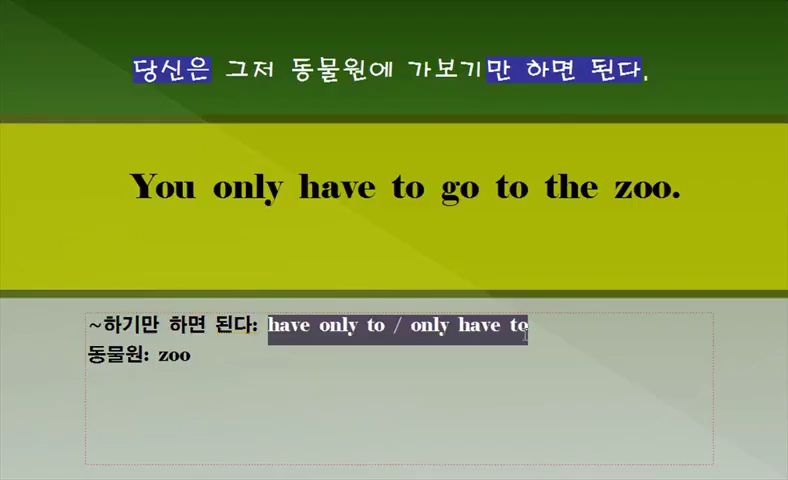 당신은 그저 동물원에 가보기만 하면 된다.
You only have to go to the zoo.
~하기만 하면 된다: have only to / only have to
동물원: zoo